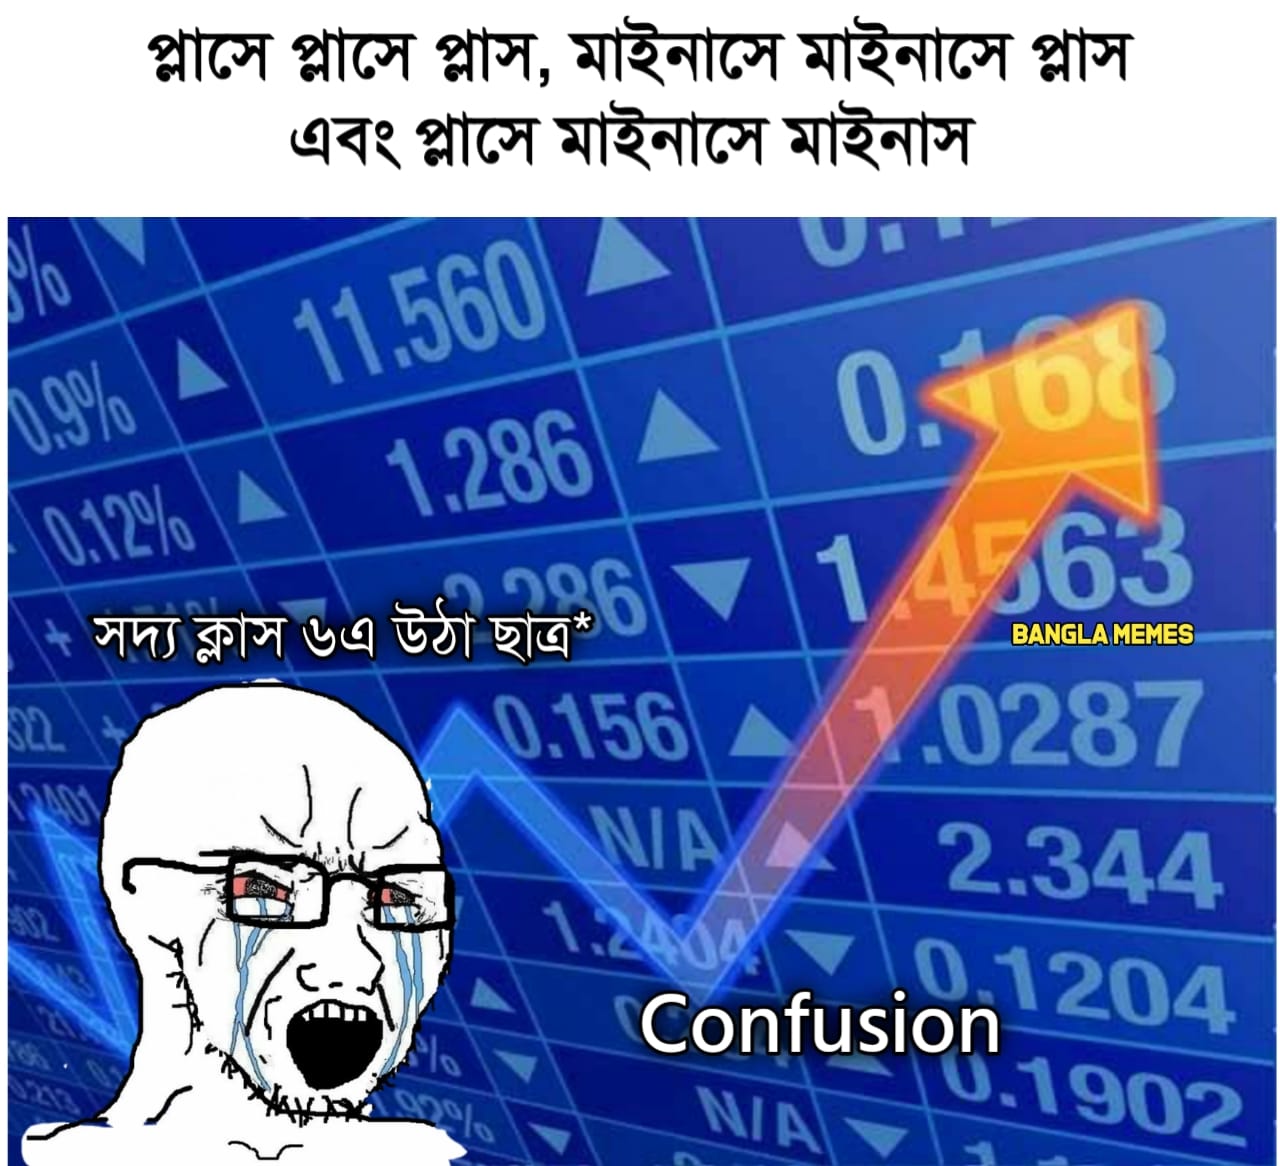 প্লাসে প্লাসে প্লাস, মাইনাসে মাইনাসে প্লাস
এবং প্লাসে মাইনাসে মাইনাস
11.560
0.9%
0.168
1.286
0.12%
1.4563
2.286
সদ্য ক্লাস ৬এ উঠা ছাত্র*
BANGLA MEMES
0.156
1.0287
N/A
2.344
1.2404
0.1204
Confusion
0.1902
N/A